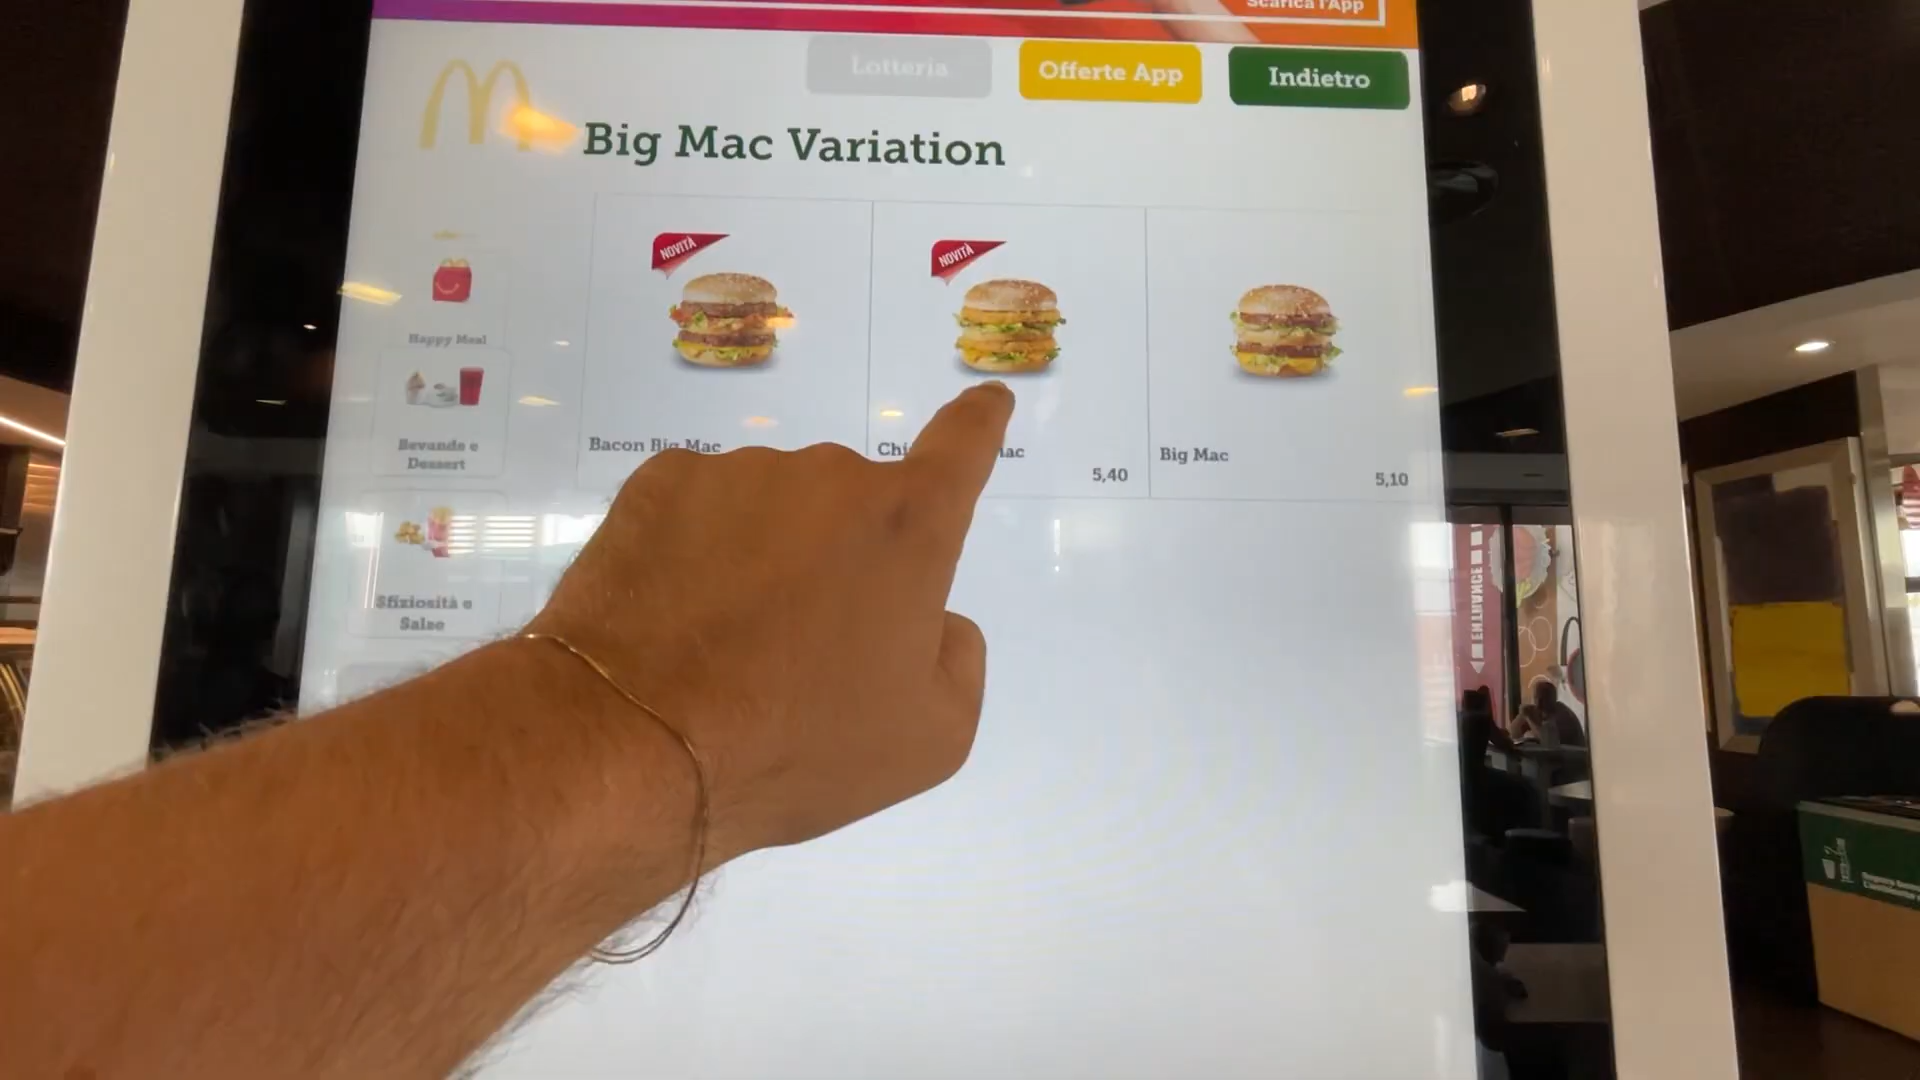 Scarica l'App
Lotteria
Offerte App
Indietro
Big Mac Variation
NOVITÀ
NOVITÀ
Happy Meal
Bevande e
Dessert
Sfiziosità e
Salse
Bacon Big Mac
Big Mac
5,40
5,10
ENTRANCE